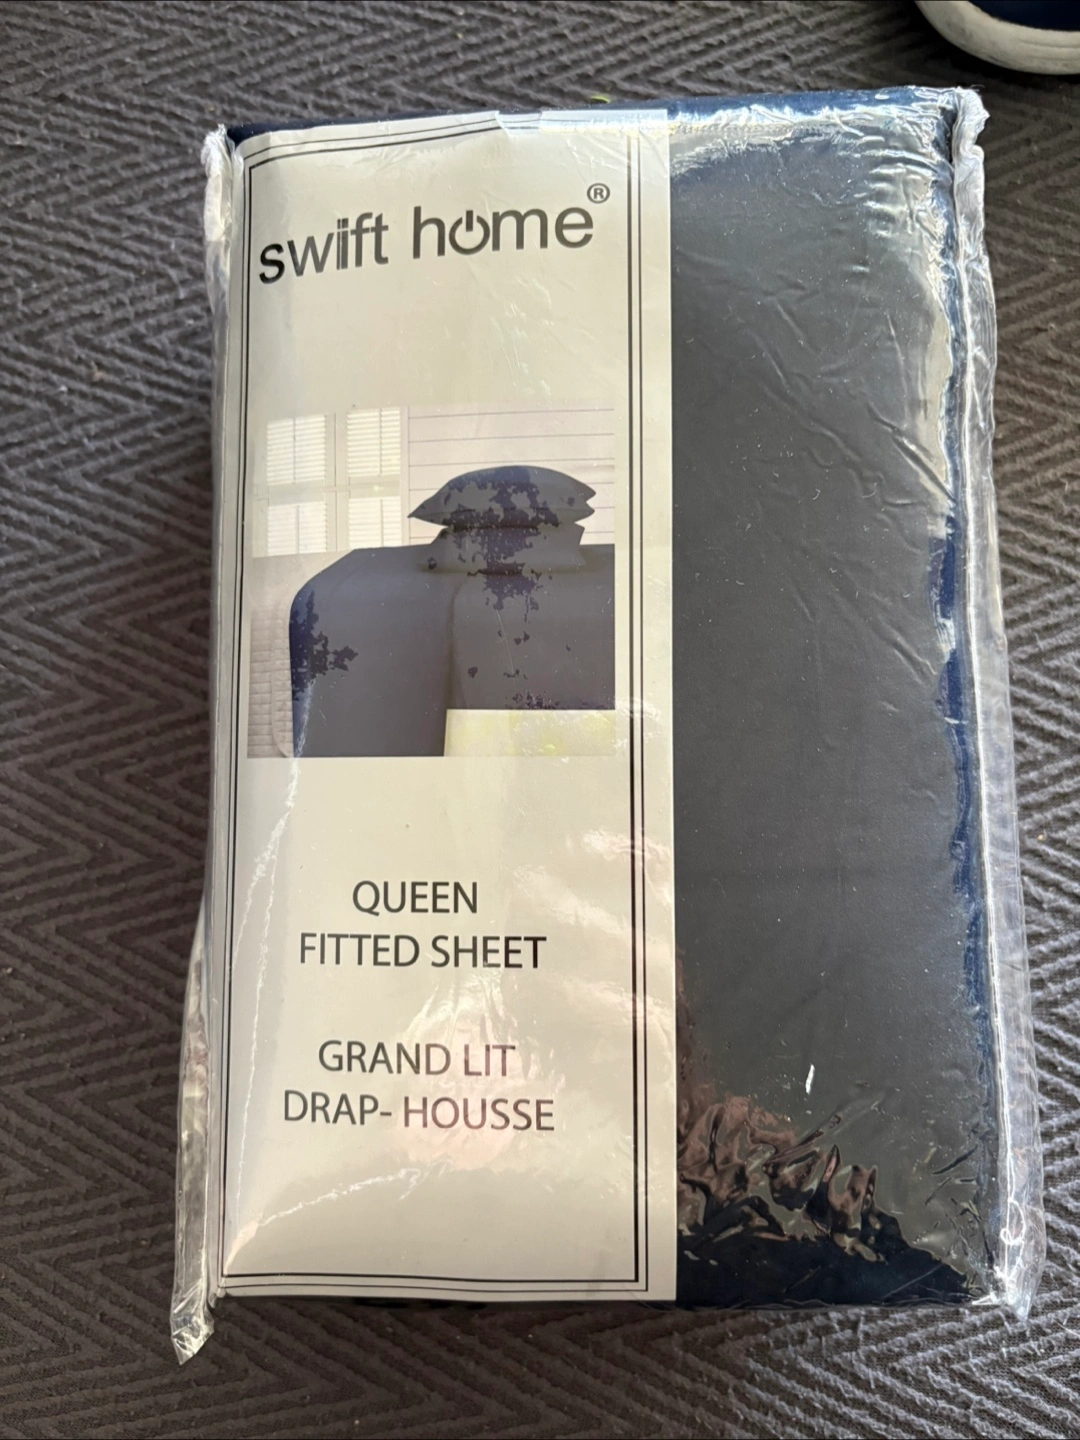 swift home®
QUEEN
FITTED SHEET
GRAND LIT
DRAP- HOUSSE